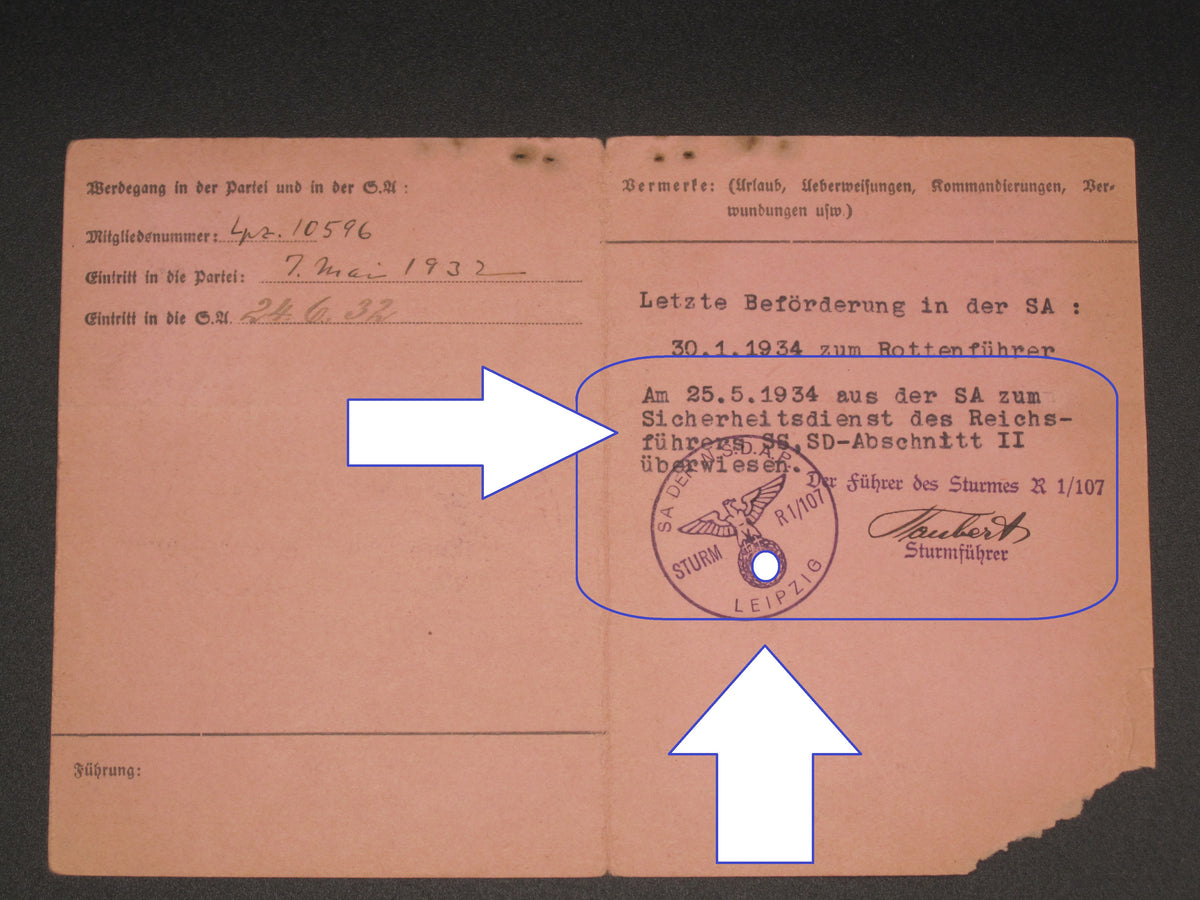 Werdegang in der Partei und in der S.A :
Mitgliedsnummer: Lpz. 10596
Eintritt in die Partei: 7. Mai 1932
Eintritt in die S.A. 24.6.32
Führung:
Vermerke: (Urlaub, Ueberweisungen, Kommandierungen, Ver-
wundungen usw.)
Letzte Beförderung in der SA :
30.1.1934 zum Rottenführer
Am 25.5.1934 aus der SA zum
Sicherheitsdienst des Reichs-
führers SS,SD-Abschnitt II
überwiesen.
Der Führer des Sturmes R 1/107
Taubert
Sturmführer
SA DER N.S.D.A.P.
STURM R1/107
LEIPZIG